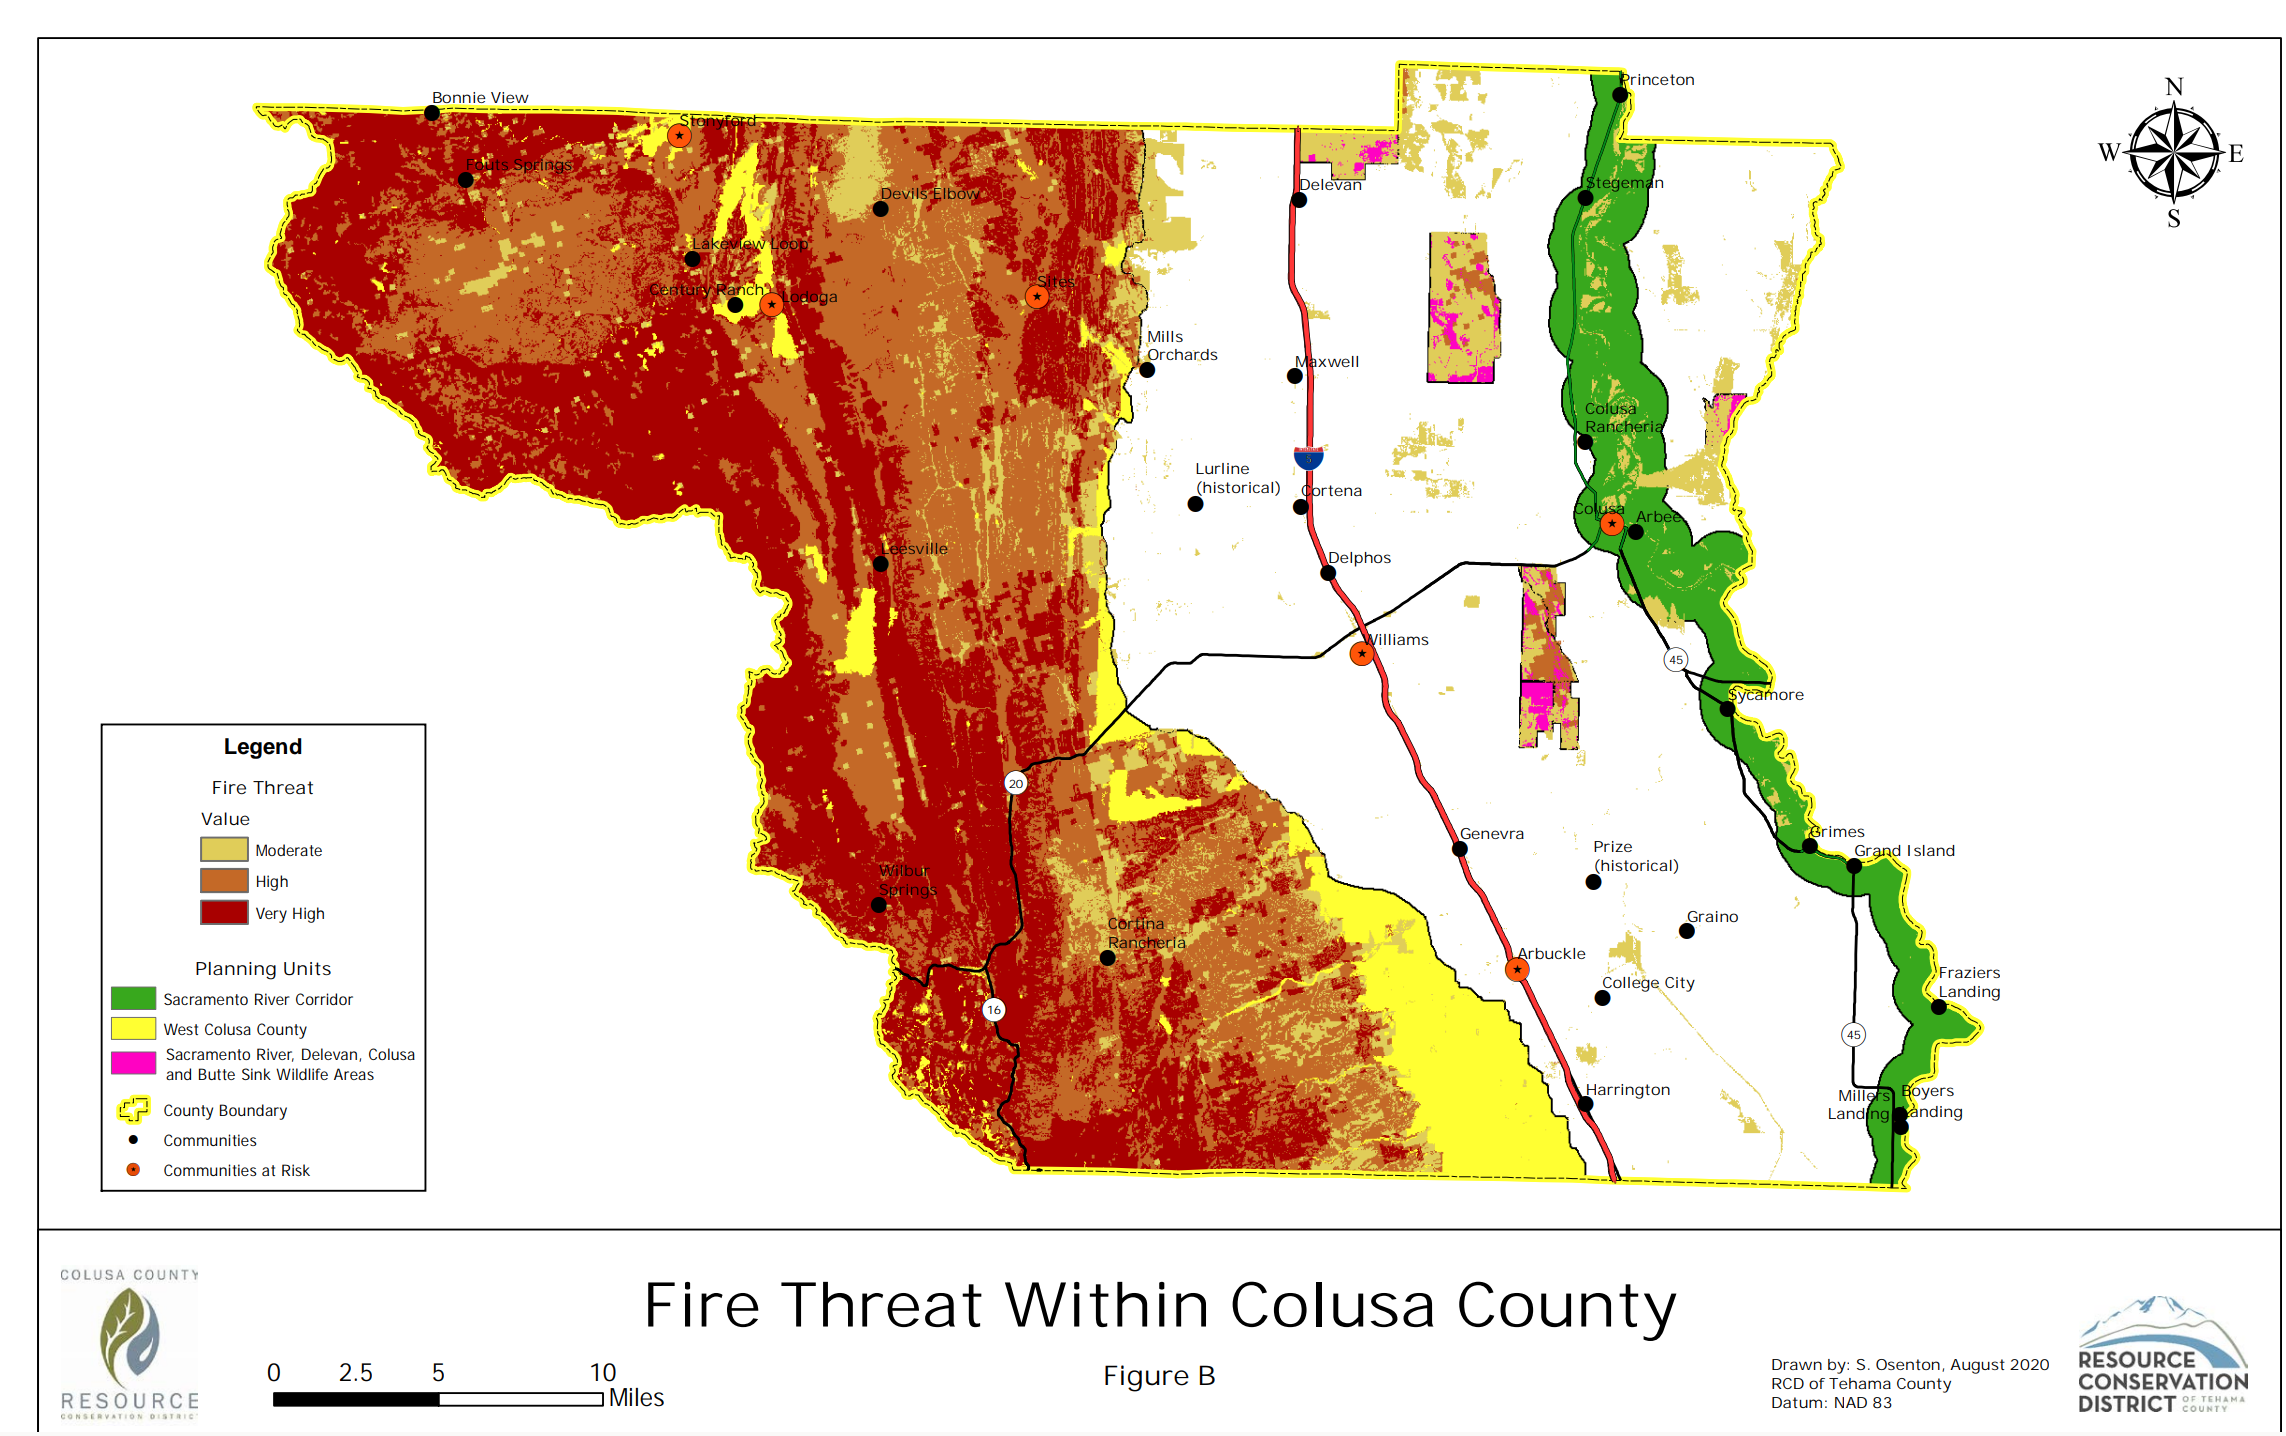 Bonnie View
Stonyford
Fouts Springs
Devils Elbow
Lakeview Loop
Century Ranch
Lodoga
Sites
Princeton
N
W
E
S
Delevan
Stegeman
Mills
Orchards
Maxwell
Colusa
Rancheria
Lurline
(historical)
5
Cortena
Colusa
Arbee
Leesville
Delphos
Williams
45
Sycamore
20
Genevra
Prize
(historical)
Grimes
Grand Island
Wilbur
Springs
Cortina
Rancheria
Graino
Arbuckle
College City
Fraziers
Landing
16
45
Harrington
Millers
Landing
Boyers
Landing
Legend
Fire Threat
Value
Moderate
High
Very High
Planning Units
Sacramento River Corridor
West Colusa County
Sacramento River, Delevan, Colusa
and Butte Sink Wildlife Areas
County Boundary
Communities
Communities at Risk
COLUSA COUNTY
RESOURCE
CONSERVATION DISTRICT
0 2.5 5 10
Miles
Fire Threat Within Colusa County
Figure B
Drawn by: S. Osenton, August 2020
RCD of Tehama County
Datum: NAD 83
RESOURCE
CONSERVATION
DISTRICT OF TEHAMA
COUNTY